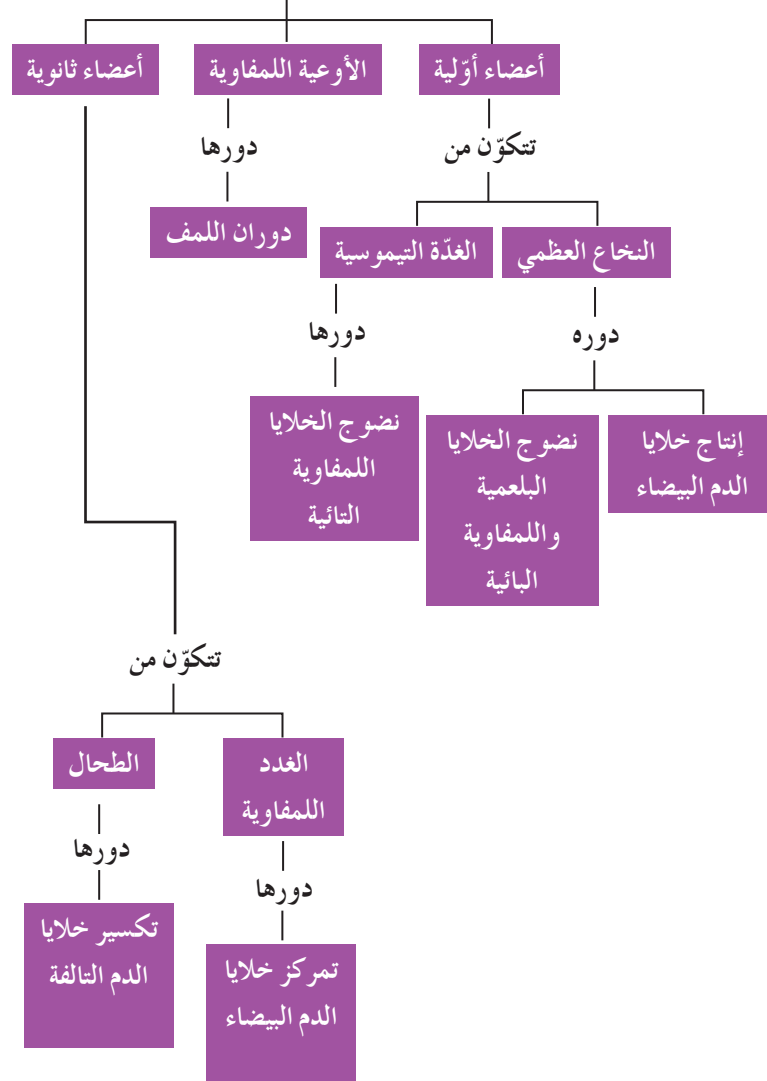 أعضاء أوّلية
الأوعية اللمفاوية
أعضاء ثانوية
تتكوّن من
دورها
النخاع العظمي
الغدّة التيموسية
دوران اللمف
دوره
دورها
إنتاج خلايا
الدم البيضاء
نضوج الخلايا
البلعمية
واللمفاوية
البائية
نضوج الخلايا
اللمفاوية
التائية
تتكوّن من
الغدد
اللمفاوية
الطحال
دورها
دورها
تمركز خلايا
الدم البيضاء
تكسير خلايا
الدم التالفة